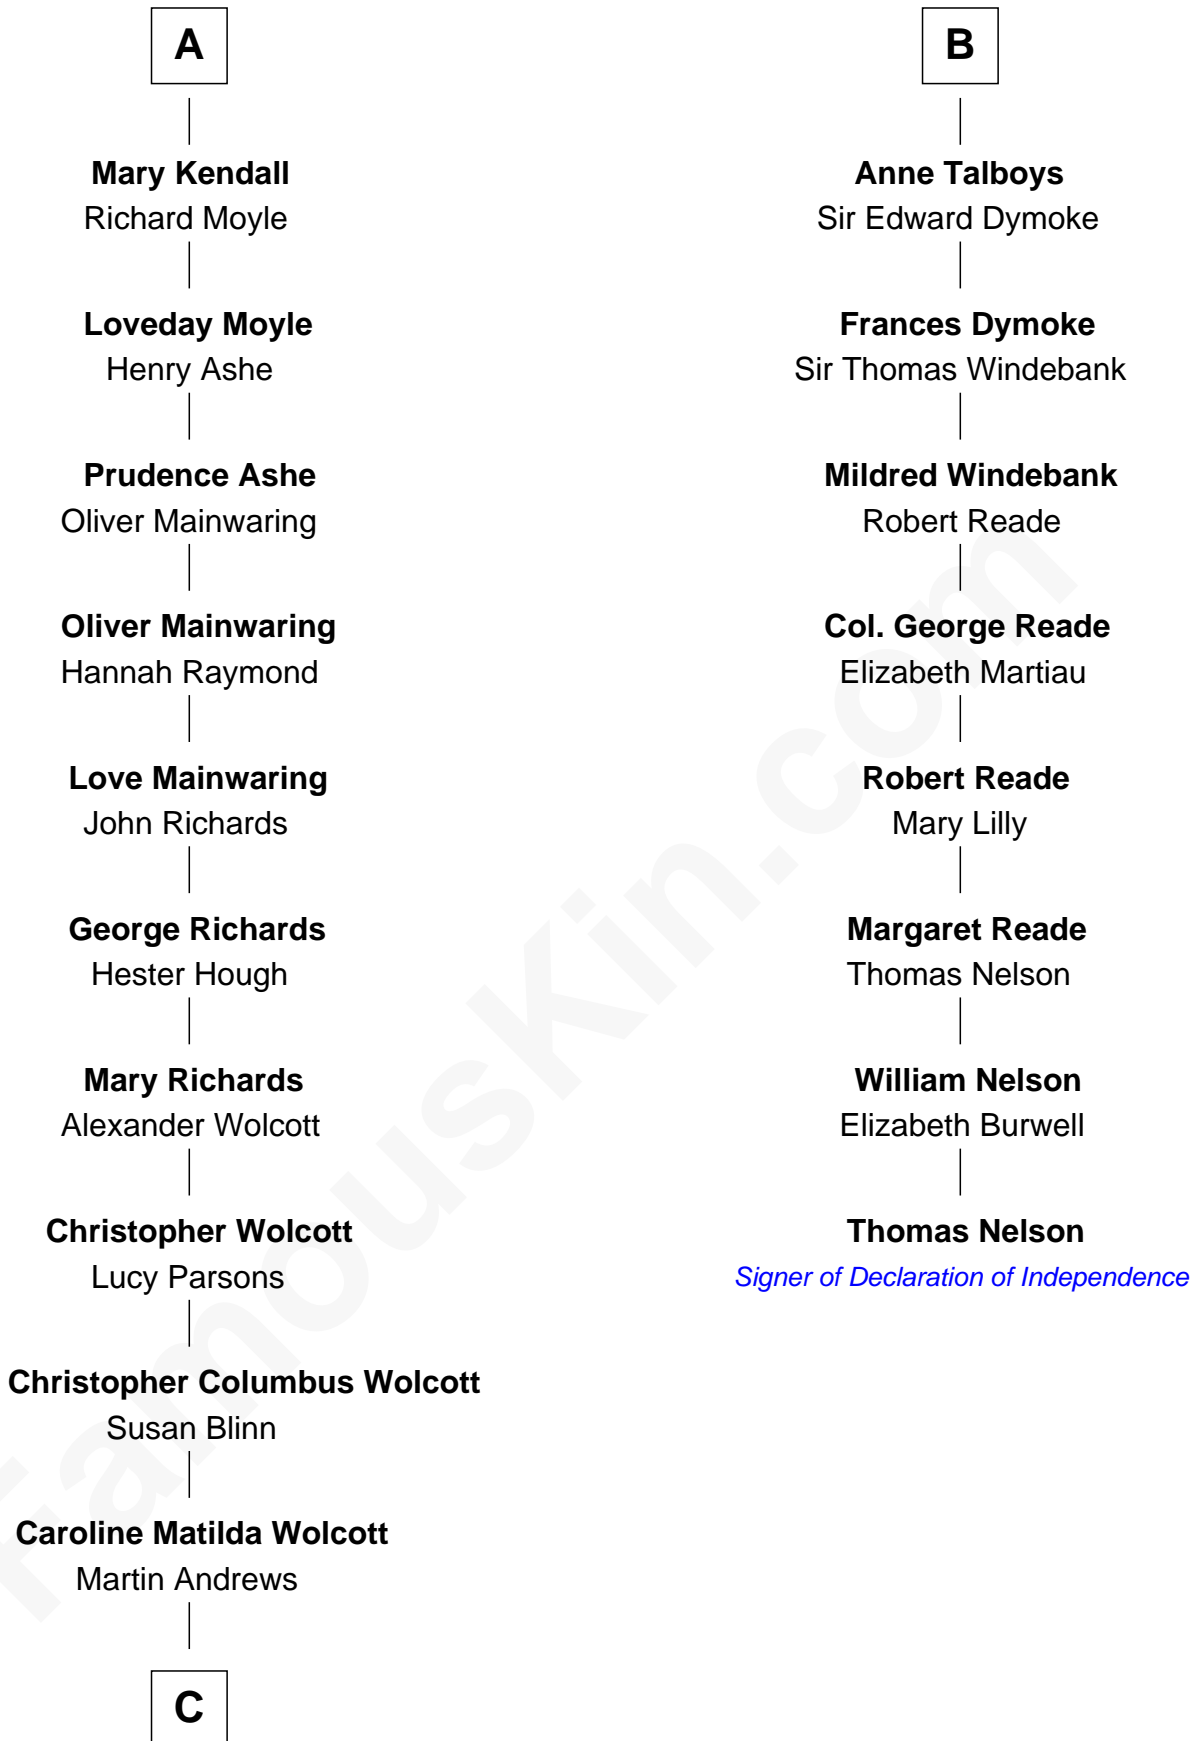 A
Mary Kendall
Richard Moyle
Loveday Moyle
Henry Ashe
Prudence Ashe
Oliver Mainwaring
Oliver Mainwaring
Hannah Raymond
Love Mainwaring
John Richards
George Richards
Hester Hough
Mary Richards
Alexander Wolcott
Christopher Wolcott
Lucy Parsons
Christopher Columbus Wolcott
Susan Blinn
Caroline Matilda Wolcott
Martin Andrews
C
B
Anne Talboys
Sir Edward Dymoke
Frances Dymoke
Sir Thomas Windebank
Mildred Windebank
Robert Reade
Col. George Reade
Elizabeth Martiau
Robert Reade
Mary Lilly
Margaret Reade
Thomas Nelson
William Nelson
Elizabeth Burwell
Thomas Nelson
Signer of Declaration of Independence
FamousKin.com